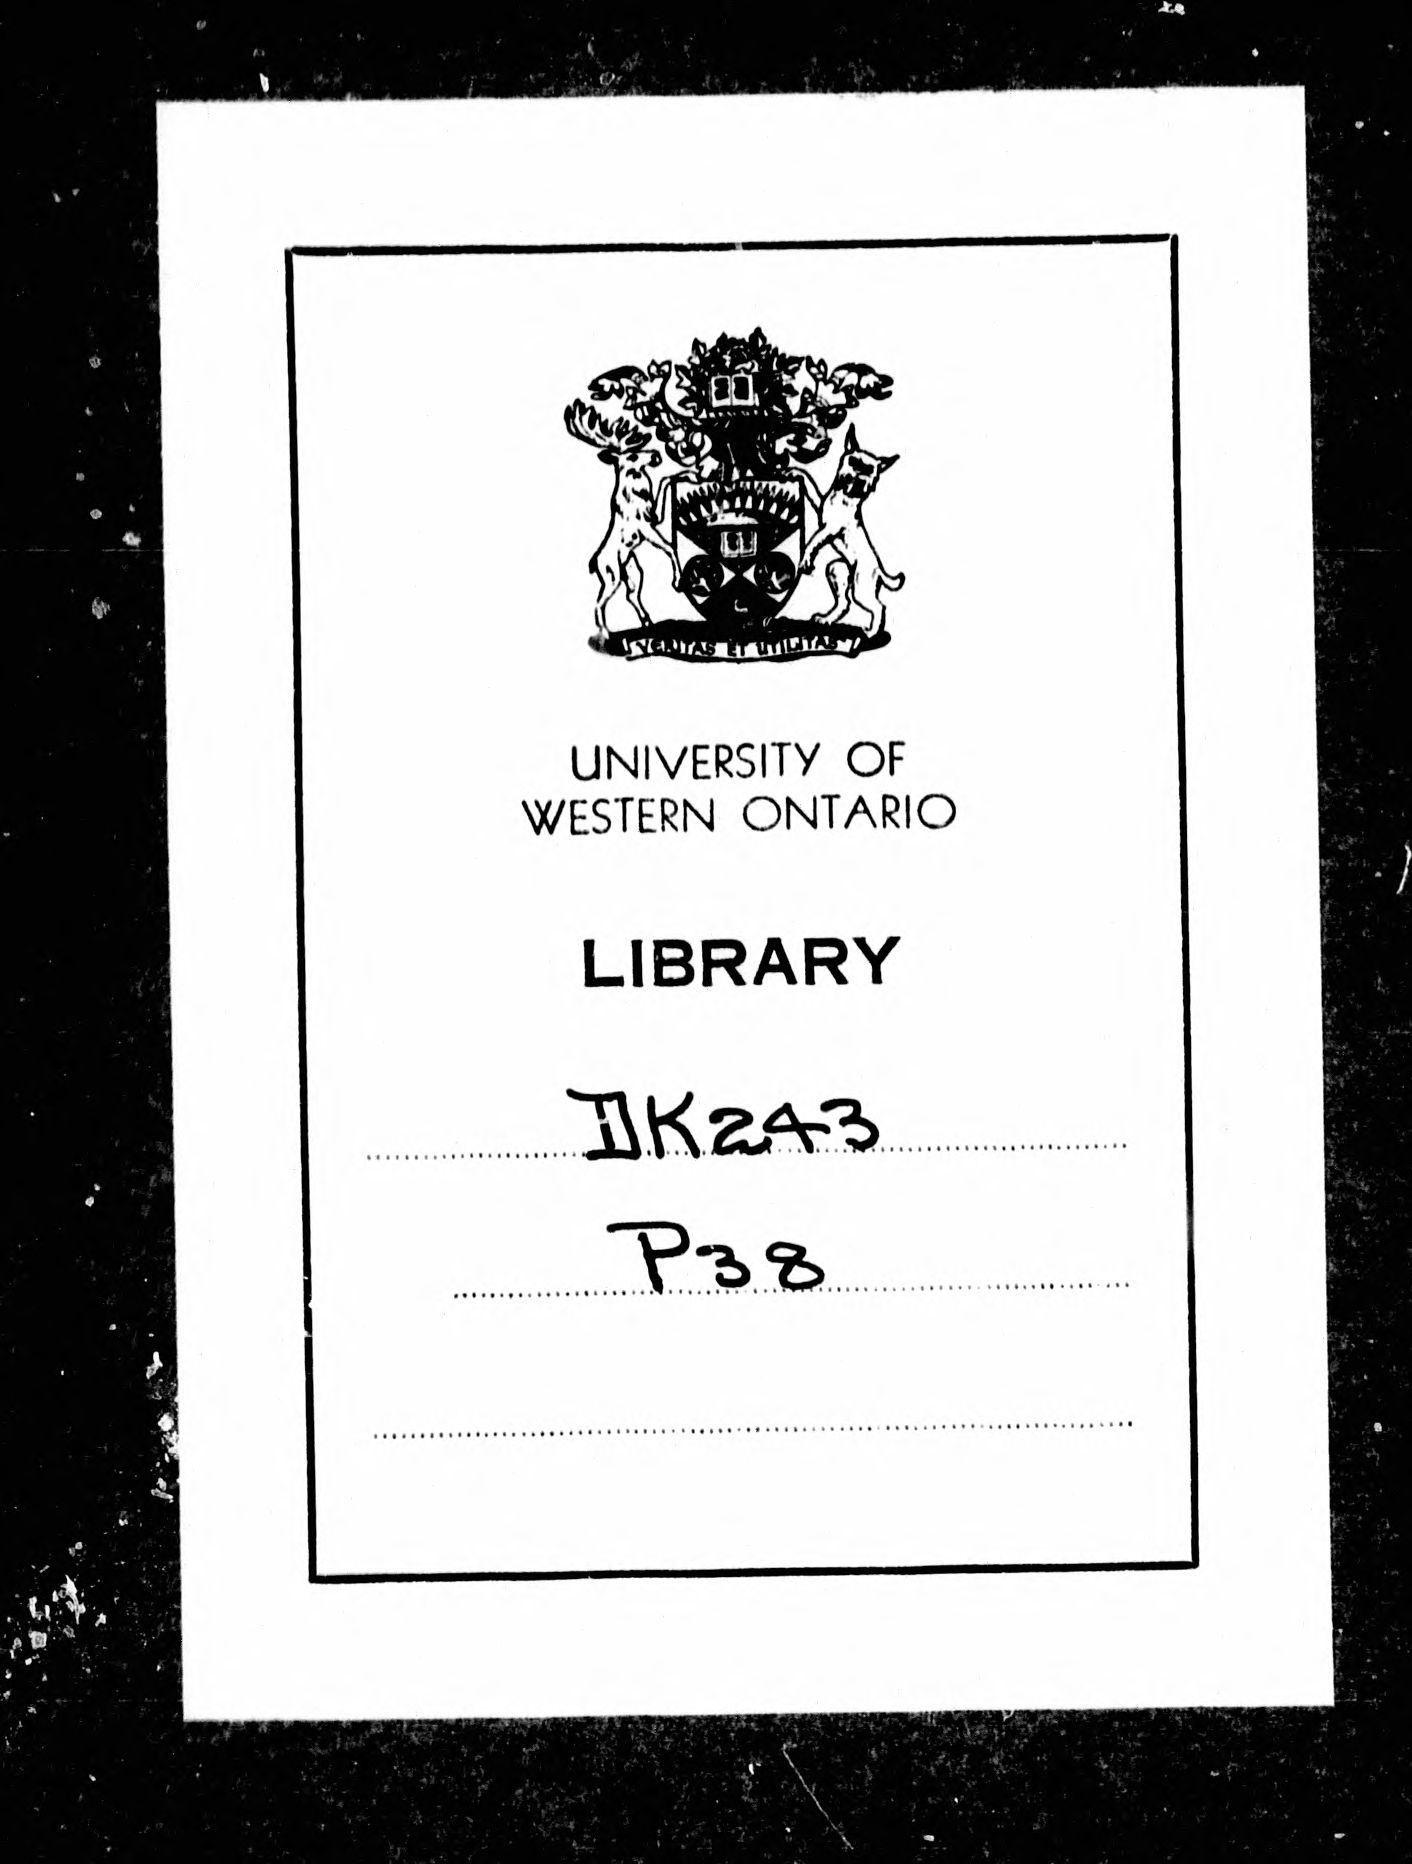 VERITAS ET UTILITAS
UNIVERSITY OF
WESTERN ONTARIO
LIBRARY
DK243
P38